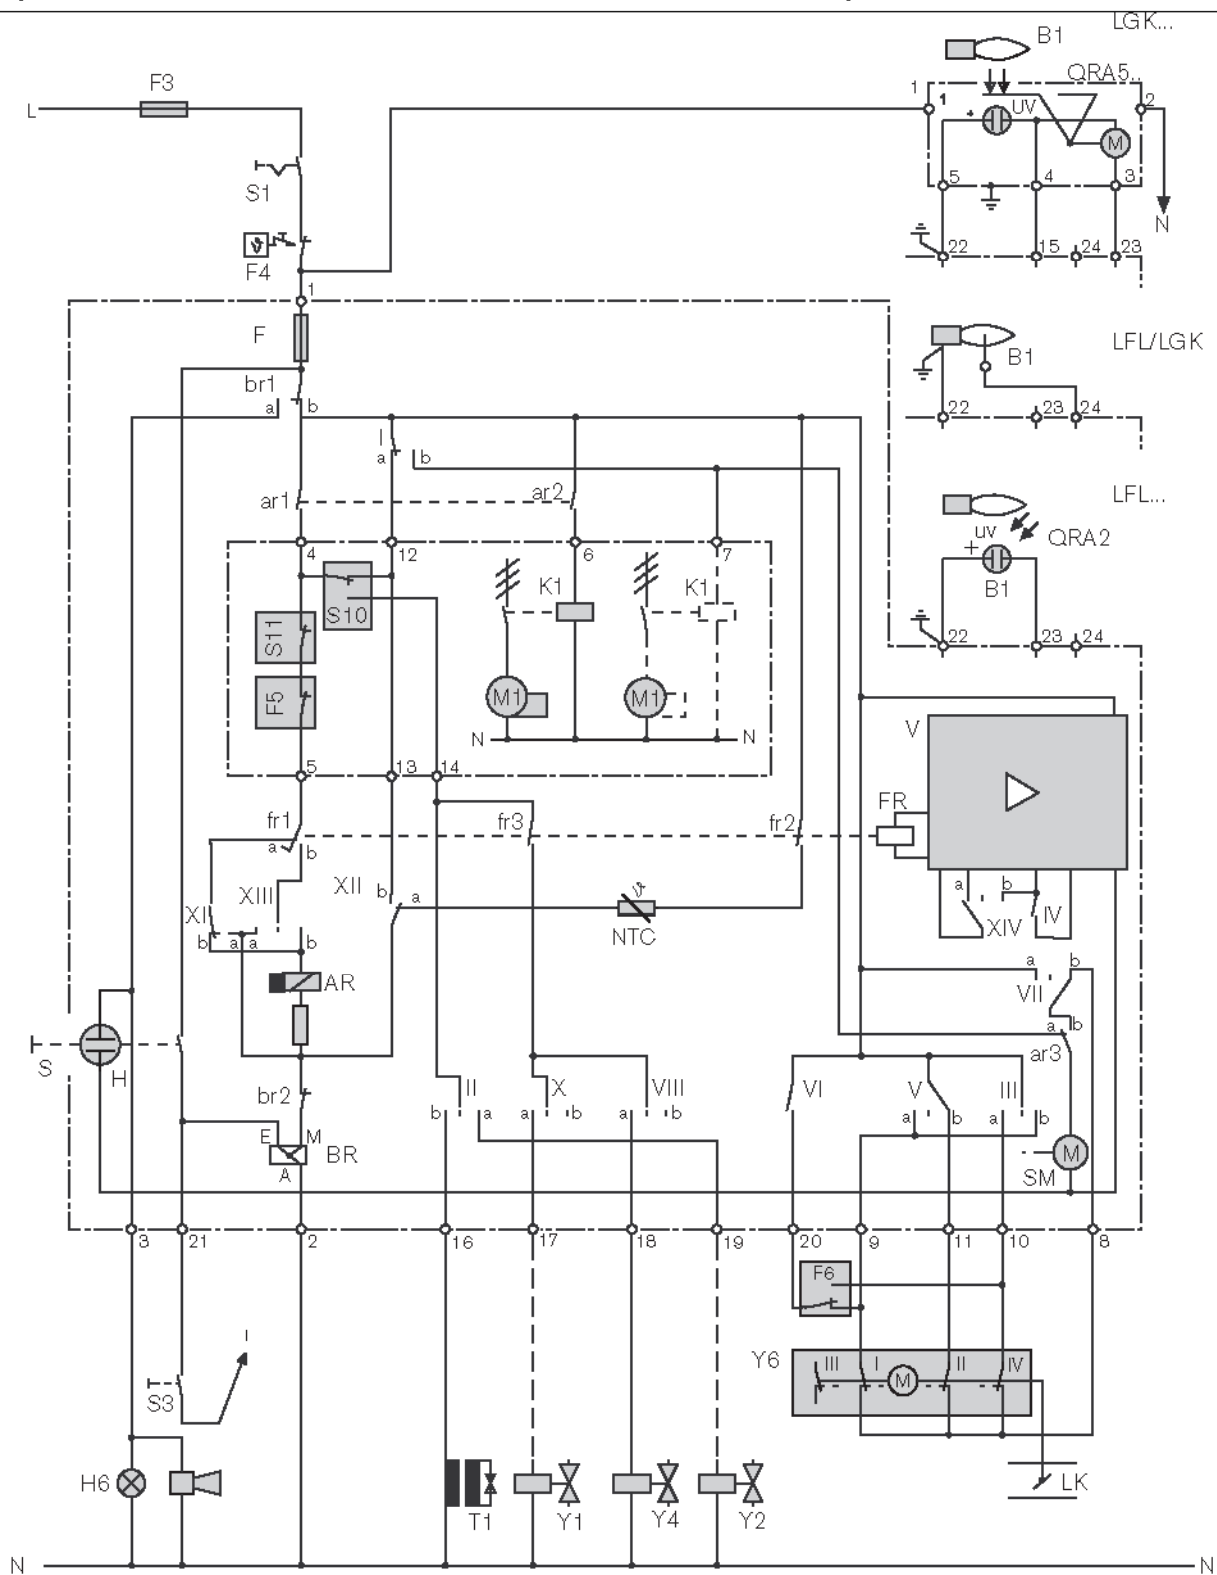 LGK...
B1
F3
QRA5..
1
1
2
L
UV
+
M
S1
5
4
3
N
F4
22
15
24
23
1
F
LFL/LGK
B1
br1
a
b
22
23
24
I
a
b
ar1
ar2
LFL...
uv
+
QRA2
4
12
6
7
K1
K1
B1
S10
S11
22
23
24
F5
M1
M1
V
N
N
5
13
14
FR
fr1
fr3
fr2
a
b
XII
b
a
a
b
XIII
XI
NTC
XIV
IV
b
a
a
b
a
b
AR
VII
a
b
S
H
ar3
br2
II
X
VIII
VI
V
III
b
a
a
b
a
b
a
b
a
b
E
M
BR
M
A
SM
3
21
2
16
17
18
19
20
9
11
10
8
F6
I
Y6
III
I
II
IV
M
S3
H6
LK
T1
Y1
Y4
Y2
N
N